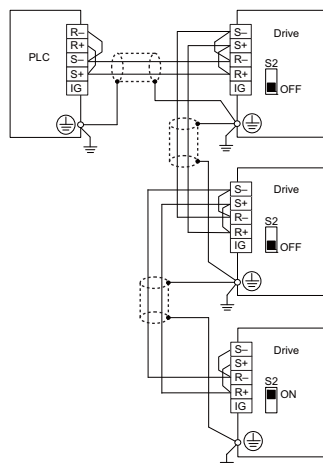 PLC
R–
R+
S–
S+
IG
S–
S+
R–
R+
IG
Drive
S2
OFF
S–
S+
R–
R+
IG
Drive
S2
OFF
S–
S+
R–
R+
IG
Drive
S2
ON